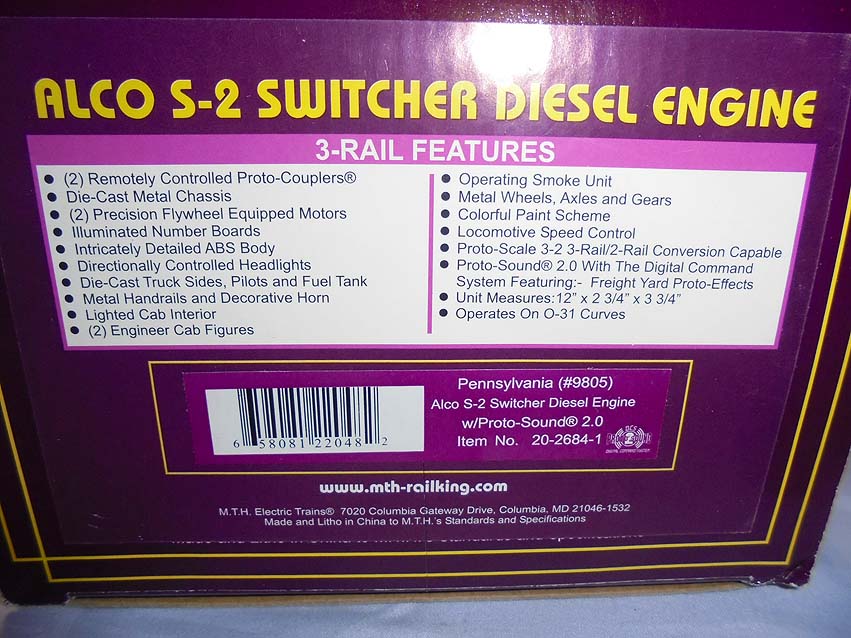 ALCO S-2 SWITCHER DIESEL ENGINE
3-RAIL FEATURES
• (2) Remotely Controlled Proto-Couplers®
• Die-Cast Metal Chassis
• (2) Precision Flywheel Equipped Motors
• Illuminated Number Boards
• Intricately Detailed ABS Body
• Directionally Controlled Headlights
• Die-Cast Truck Sides, Pilots and Fuel Tank
• Metal Handrails and Decorative Horn
• Lighted Cab Interior
• (2) Engineer Cab Figures
• Operating Smoke Unit
• Metal Wheels, Axles and Gears
• Colorful Paint Scheme
• Locomotive Speed Control
• Proto-Scale 3-2 3-Rail/2-Rail Conversion Capable
• Proto-Sound® 2.0 With The Digital Command
System Featuring:- Freight Yard Proto-Effects
• Unit Measures:12” x 2 3/4” x 3 3/4”
• Operates On O-31 Curves
6 58081 22048 2
Pennsylvania (#9805)
Alco S-2 Switcher Diesel Engine
w/Proto-Sound® 2.0
Item No. 20-2684-1
DCS
PROTO SOUND 2
DIGITAL COMMAND SYSTEM
www.mth-railking.com
M.T.H. Electric Trains® 7020 Columbia Gateway Drive, Columbia, MD 21046-1532
Made and Litho in China to M.T.H.'s Standards and Specifications